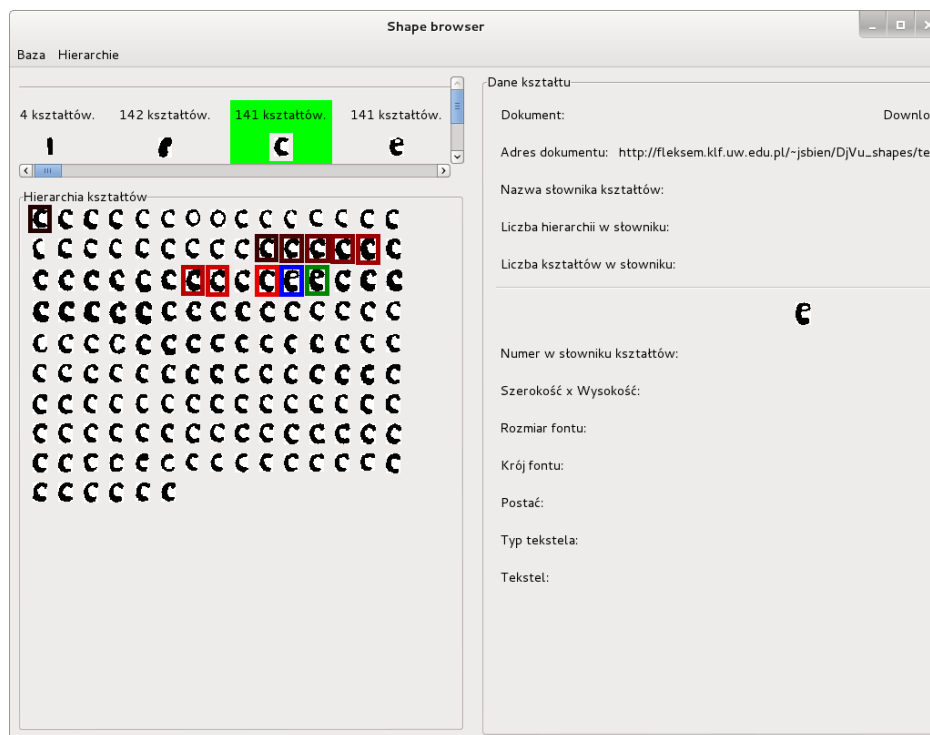 Shape browser
Baza Hierarchie
4 kształtów. 142 kształtów. 141 kształtów. 141 kształtów.
ı e c e
Hierarchia kształtów
c c c c c c o o c c c c c c c
Dane kształtu
Dokument: Downlo
Adres dokumentu: http://fleksem.klf.uw.edu.pl/~jsbien/DjVu_shapes/te
Nazwa słownika kształtów:
Liczba hierarchii w słowniku:
Liczba kształtów w słowniku:
e
Numer w słowniku kształtów:
Szerokość x Wysokość:
Rozmiar fontu:
Krój fontu:
Postać:
Typ tekstela:
Tekstel: